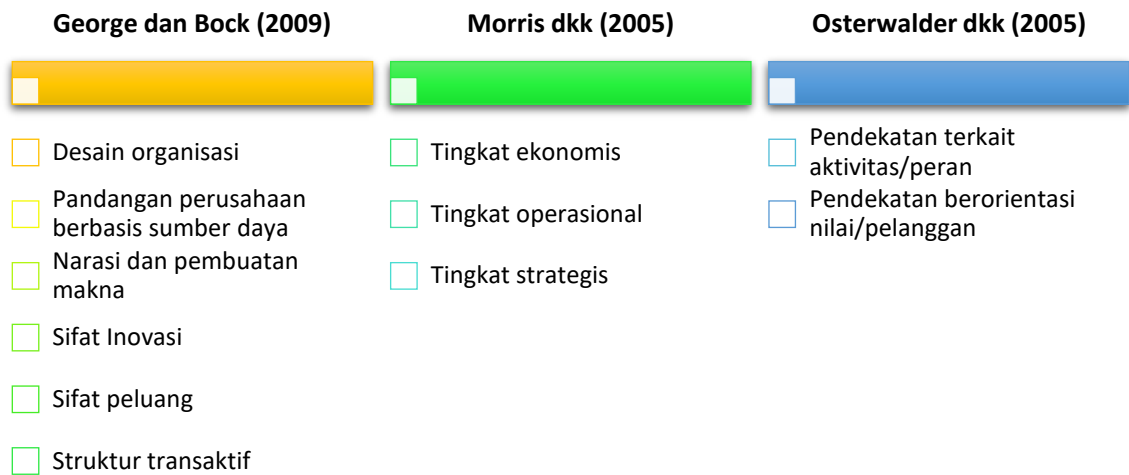 George dan Bock (2009)
Desain organisasi
Pandangan perusahaan
berbasis sumber daya
Narasi dan pembuatan
makna
Sifat Inovasi
Sifat peluang
Struktur transaktif
Morris dkk (2005)
Tingkat ekonomis
Tingkat operasional
Tingkat strategis
Osterwalder dkk (2005)
Pendekatan terkait
aktivitas/peran
Pendekatan berorientasi
nilai/pelanggan